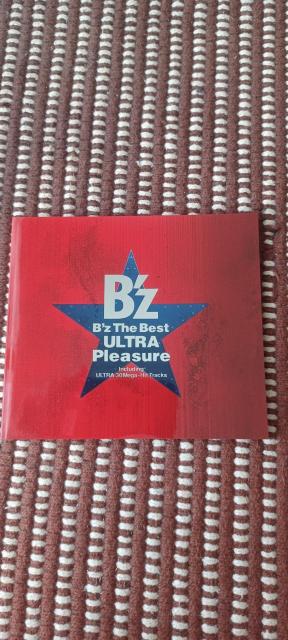 B'z
B'z The Best
ULTRA
Pleasure
Including
ULTRA 30 Mega-Hit Tracks